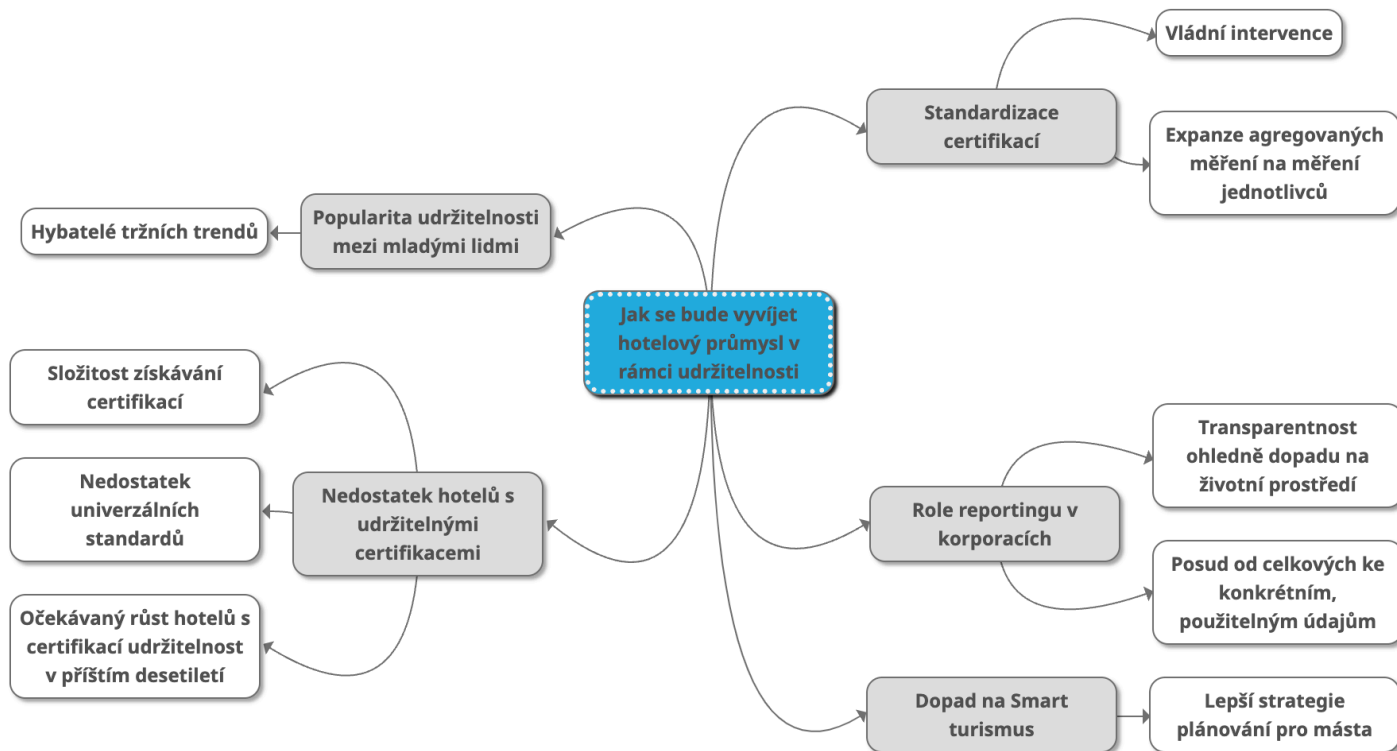 Jak se bude vyvíjet
hotelový průmysl v
rámci udržitelnosti
Standardizace
certifikací
Vládní intervence
Expanze agregovaných
měření na měření
jednotlivců
Popularita udržitelnosti
mezi mladými lidmi
Hybatelé tržních trendů
Nedostatek hotelů s
udržitelnými
certifikacemi
Složitost získávání
certifikací
Nedostatek
univerzálních
standardů
Očekávaný růst hotelů s
certifikací udržitelnost
v příštím desetiletí
Role reportingu v
korporacích
Transparentnost
ohledně dopadu na
životní prostředí
Posud od celkových ke
konkrétním,
použitelným údajům
Dopad na Smart
turismus
Lepší strategie
plánování pro másta